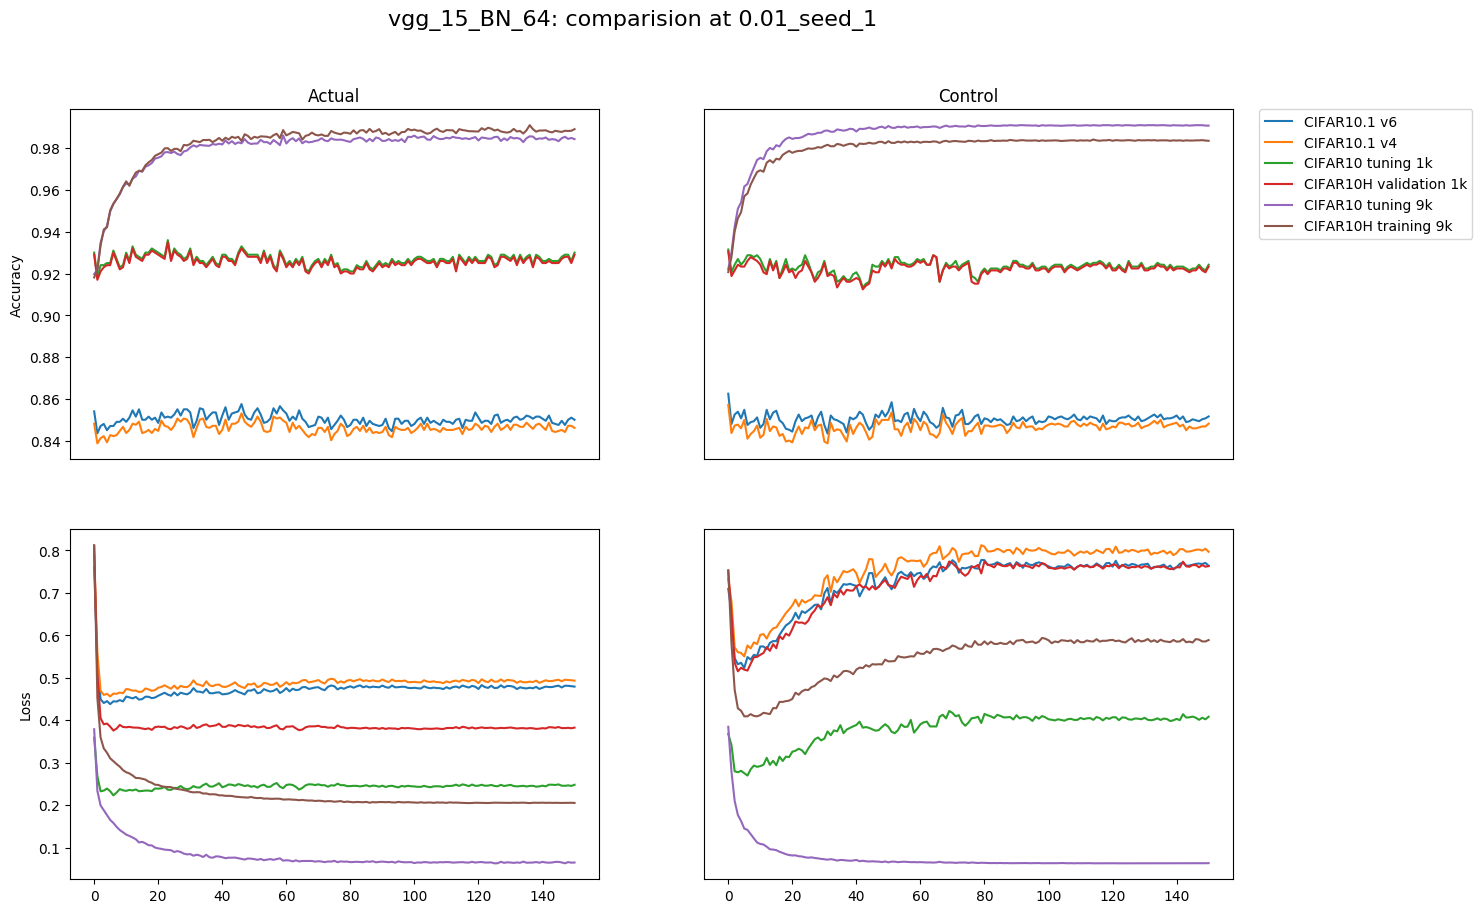 vgg_15_BN_64: comparision at 0.01_seed_1
Actual
Control
Accuracy
0.98
0.96
0.94
0.92
0.90
0.88
0.86
0.84
CIFAR10.1 v6
CIFAR10.1 v4
CIFAR10 tuning 1k
CIFAR10H validation 1k
CIFAR10 tuning 9k
CIFAR10H training 9k
Loss
0.8
0.7
0.6
0.5
0.4
0.3
0.2
0.1
0 20 40 60 80 100 120 140
0 20 40 60 80 100 120 140